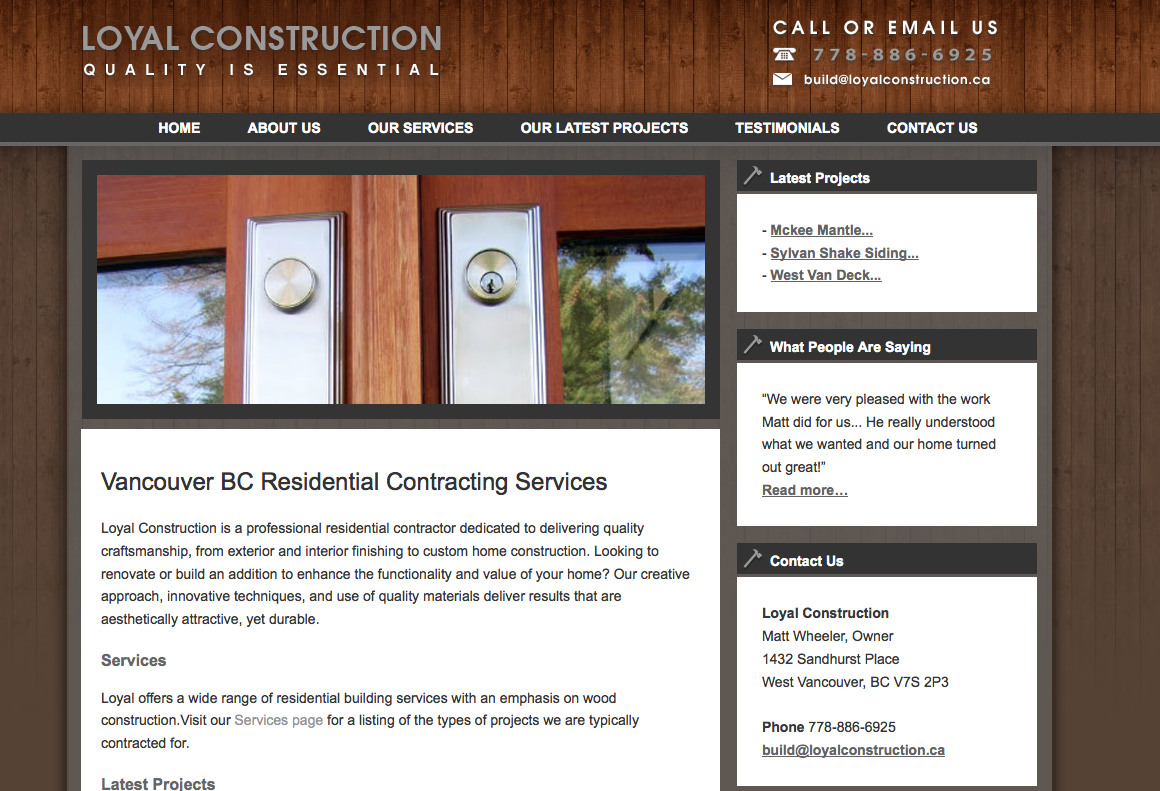 LOYAL CONSTRUCTION
QUALITY IS ESSENTIAL
CALL OR EMAIL US
778-886-6925
build@loyalconstruction.ca
HOME ABOUT US OUR SERVICES OUR LATEST PROJECTS TESTIMONIALS CONTACT US
Vancouver BC Residential Contracting Services
Loyal Construction is a professional residential contractor dedicated to delivering quality
craftsmanship, from exterior and interior finishing to custom home construction. Looking to
renovate or build an addition to enhance the functionality and value of your home? Our creative
approach, innovative techniques, and use of quality materials deliver results that are
aesthetically attractive, yet durable.
Services
Loyal offers a wide range of residential building services with an emphasis on wood
construction.Visit our Services page for a listing of the types of projects we are typically
contracted for.
Latest Projects
Latest Projects
- Mckee Mantle...
- Sylvan Shake Siding...
- West Van Deck...
What People Are Saying
“We were very pleased with the work
Matt did for us... He really understood
what we wanted and our home turned
out great!”
Read more…
Contact Us
Loyal Construction
Matt Wheeler, Owner
1432 Sandhurst Place
West Vancouver, BC V7S 2P3
Phone 778-886-6925
build@loyalconstruction.ca